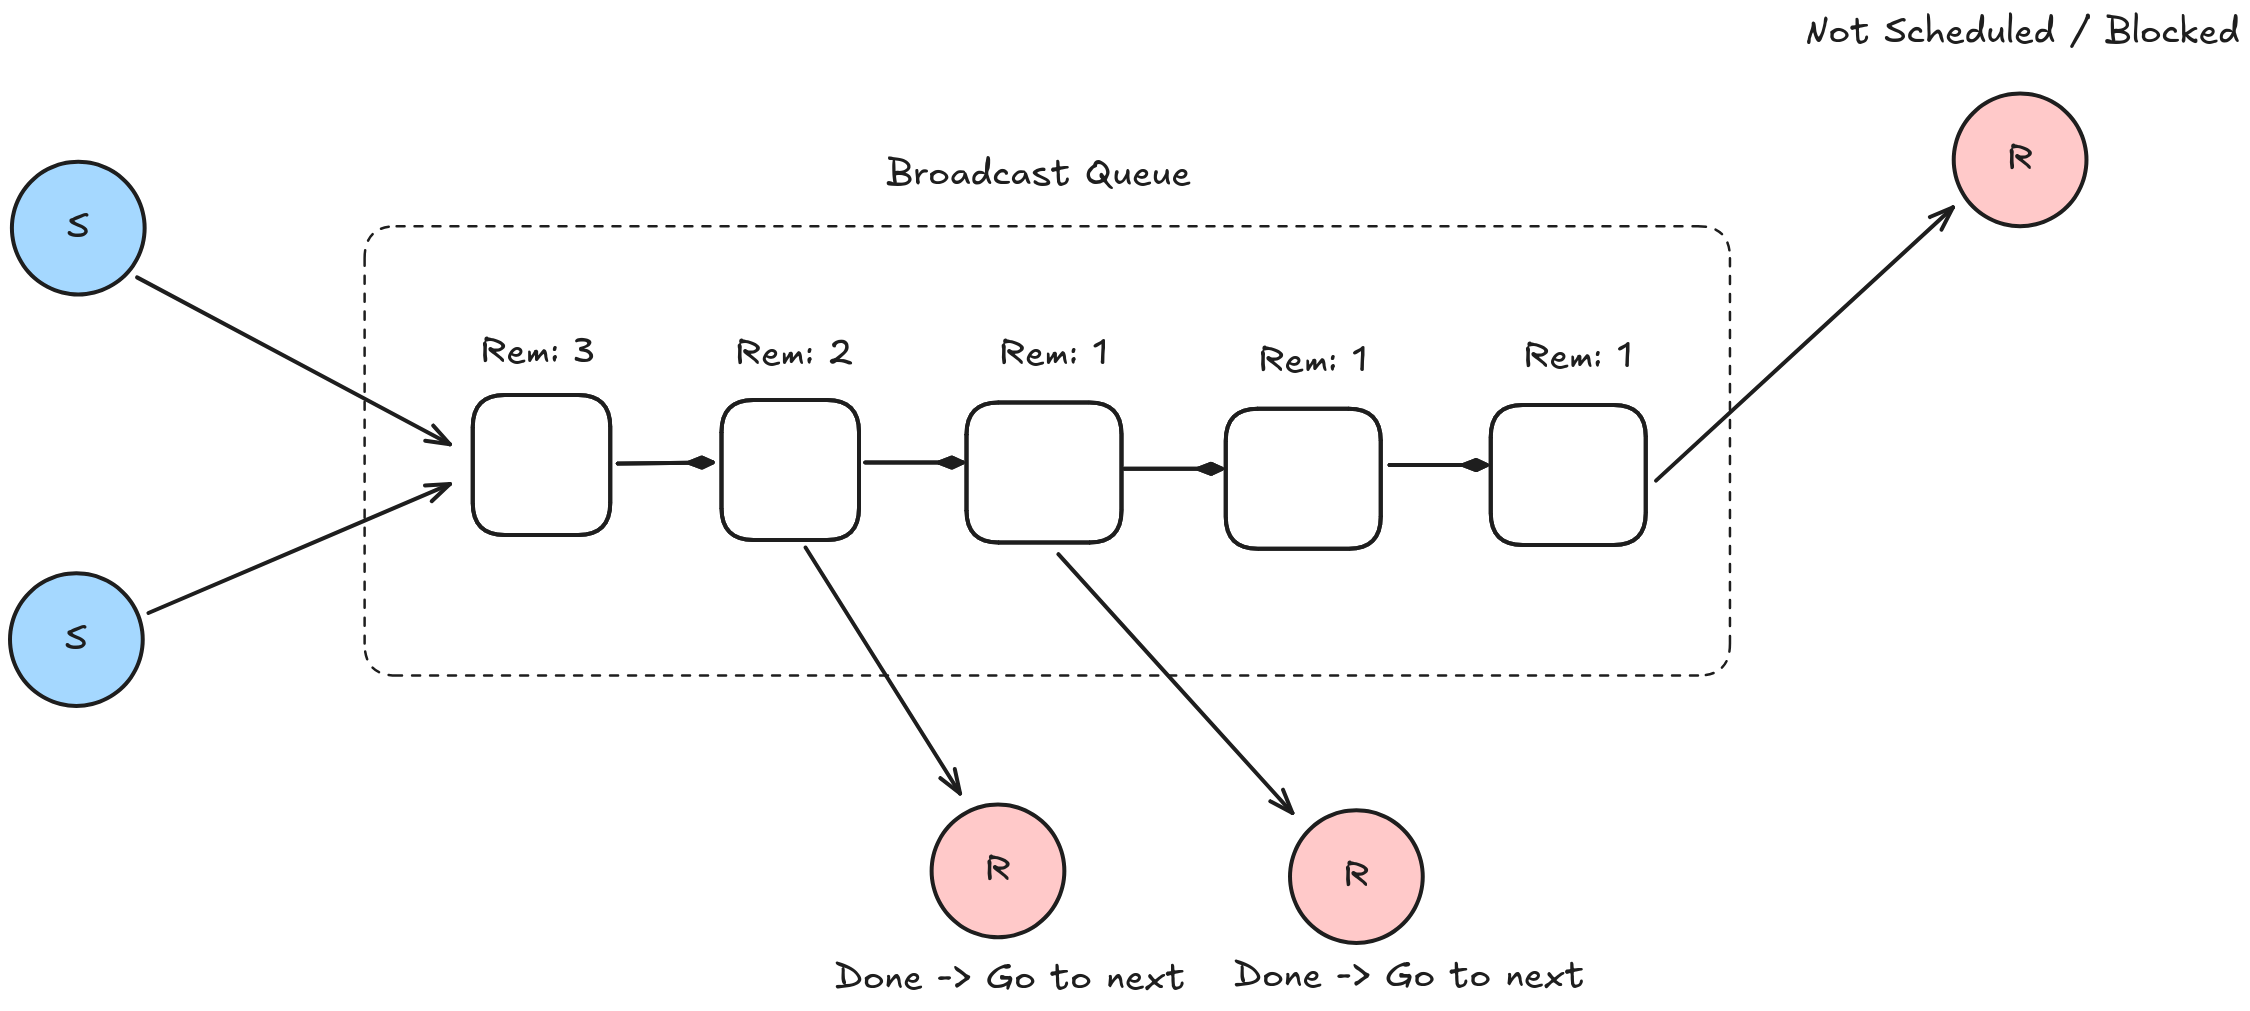 Not Scheduled / Blocked
R
Broadcast Queue
S
Rem: 3
Rem: 2
Rem: 1
Rem: 1
Rem: 1
S
R
R
Done -> Go to next
Done -> Go to next